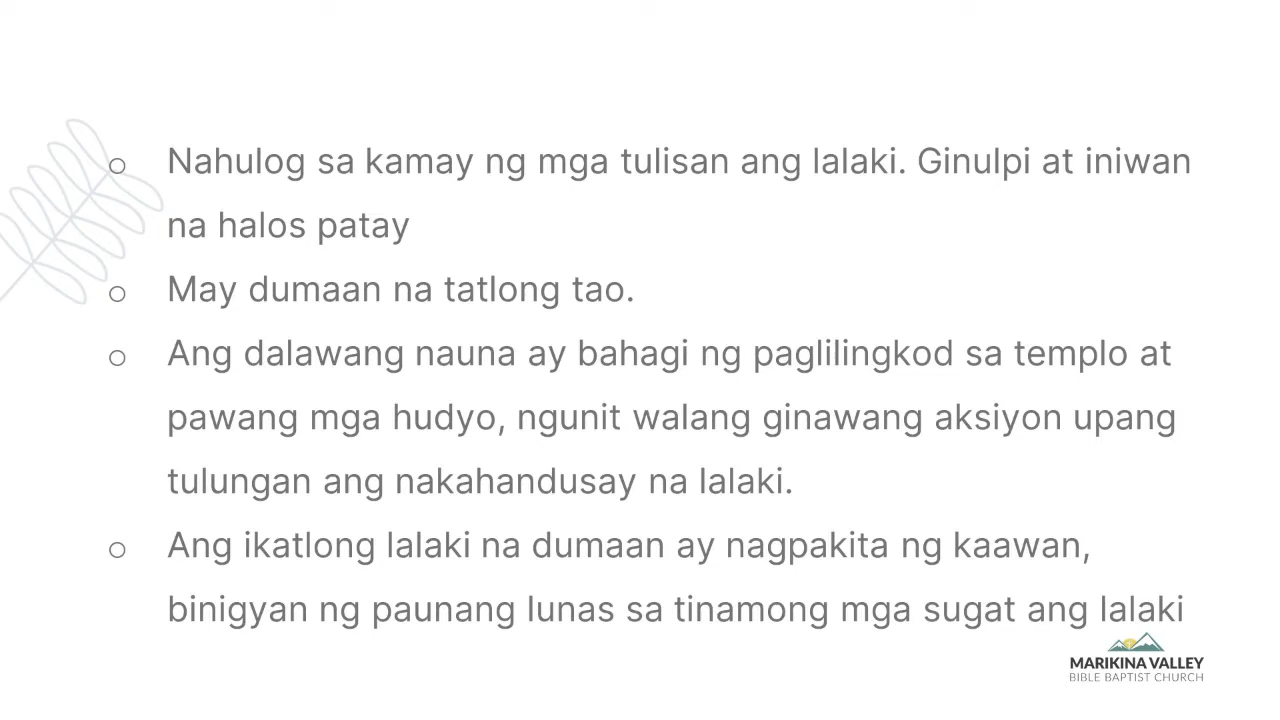 ○ Nahulog sa kamay ng mga tulisan ang lalaki. Ginulpi at iniwan
na halos patay
○ May dumaan na tatlong tao.
○ Ang dalawang nauna ay bahagi ng paglilingkod sa templo at
pawang mga hudyo, ngunit walang ginawang aksiyon upang
tulungan ang nakahandusay na lalaki.
○ Ang ikatlong lalaki na dumaan ay nagpakita ng kaawan,
binigyan ng paunang lunas sa tinamong mga sugat ang lalaki
MARIKINA VALLEY
BIBLE BAPTIST CHURCH